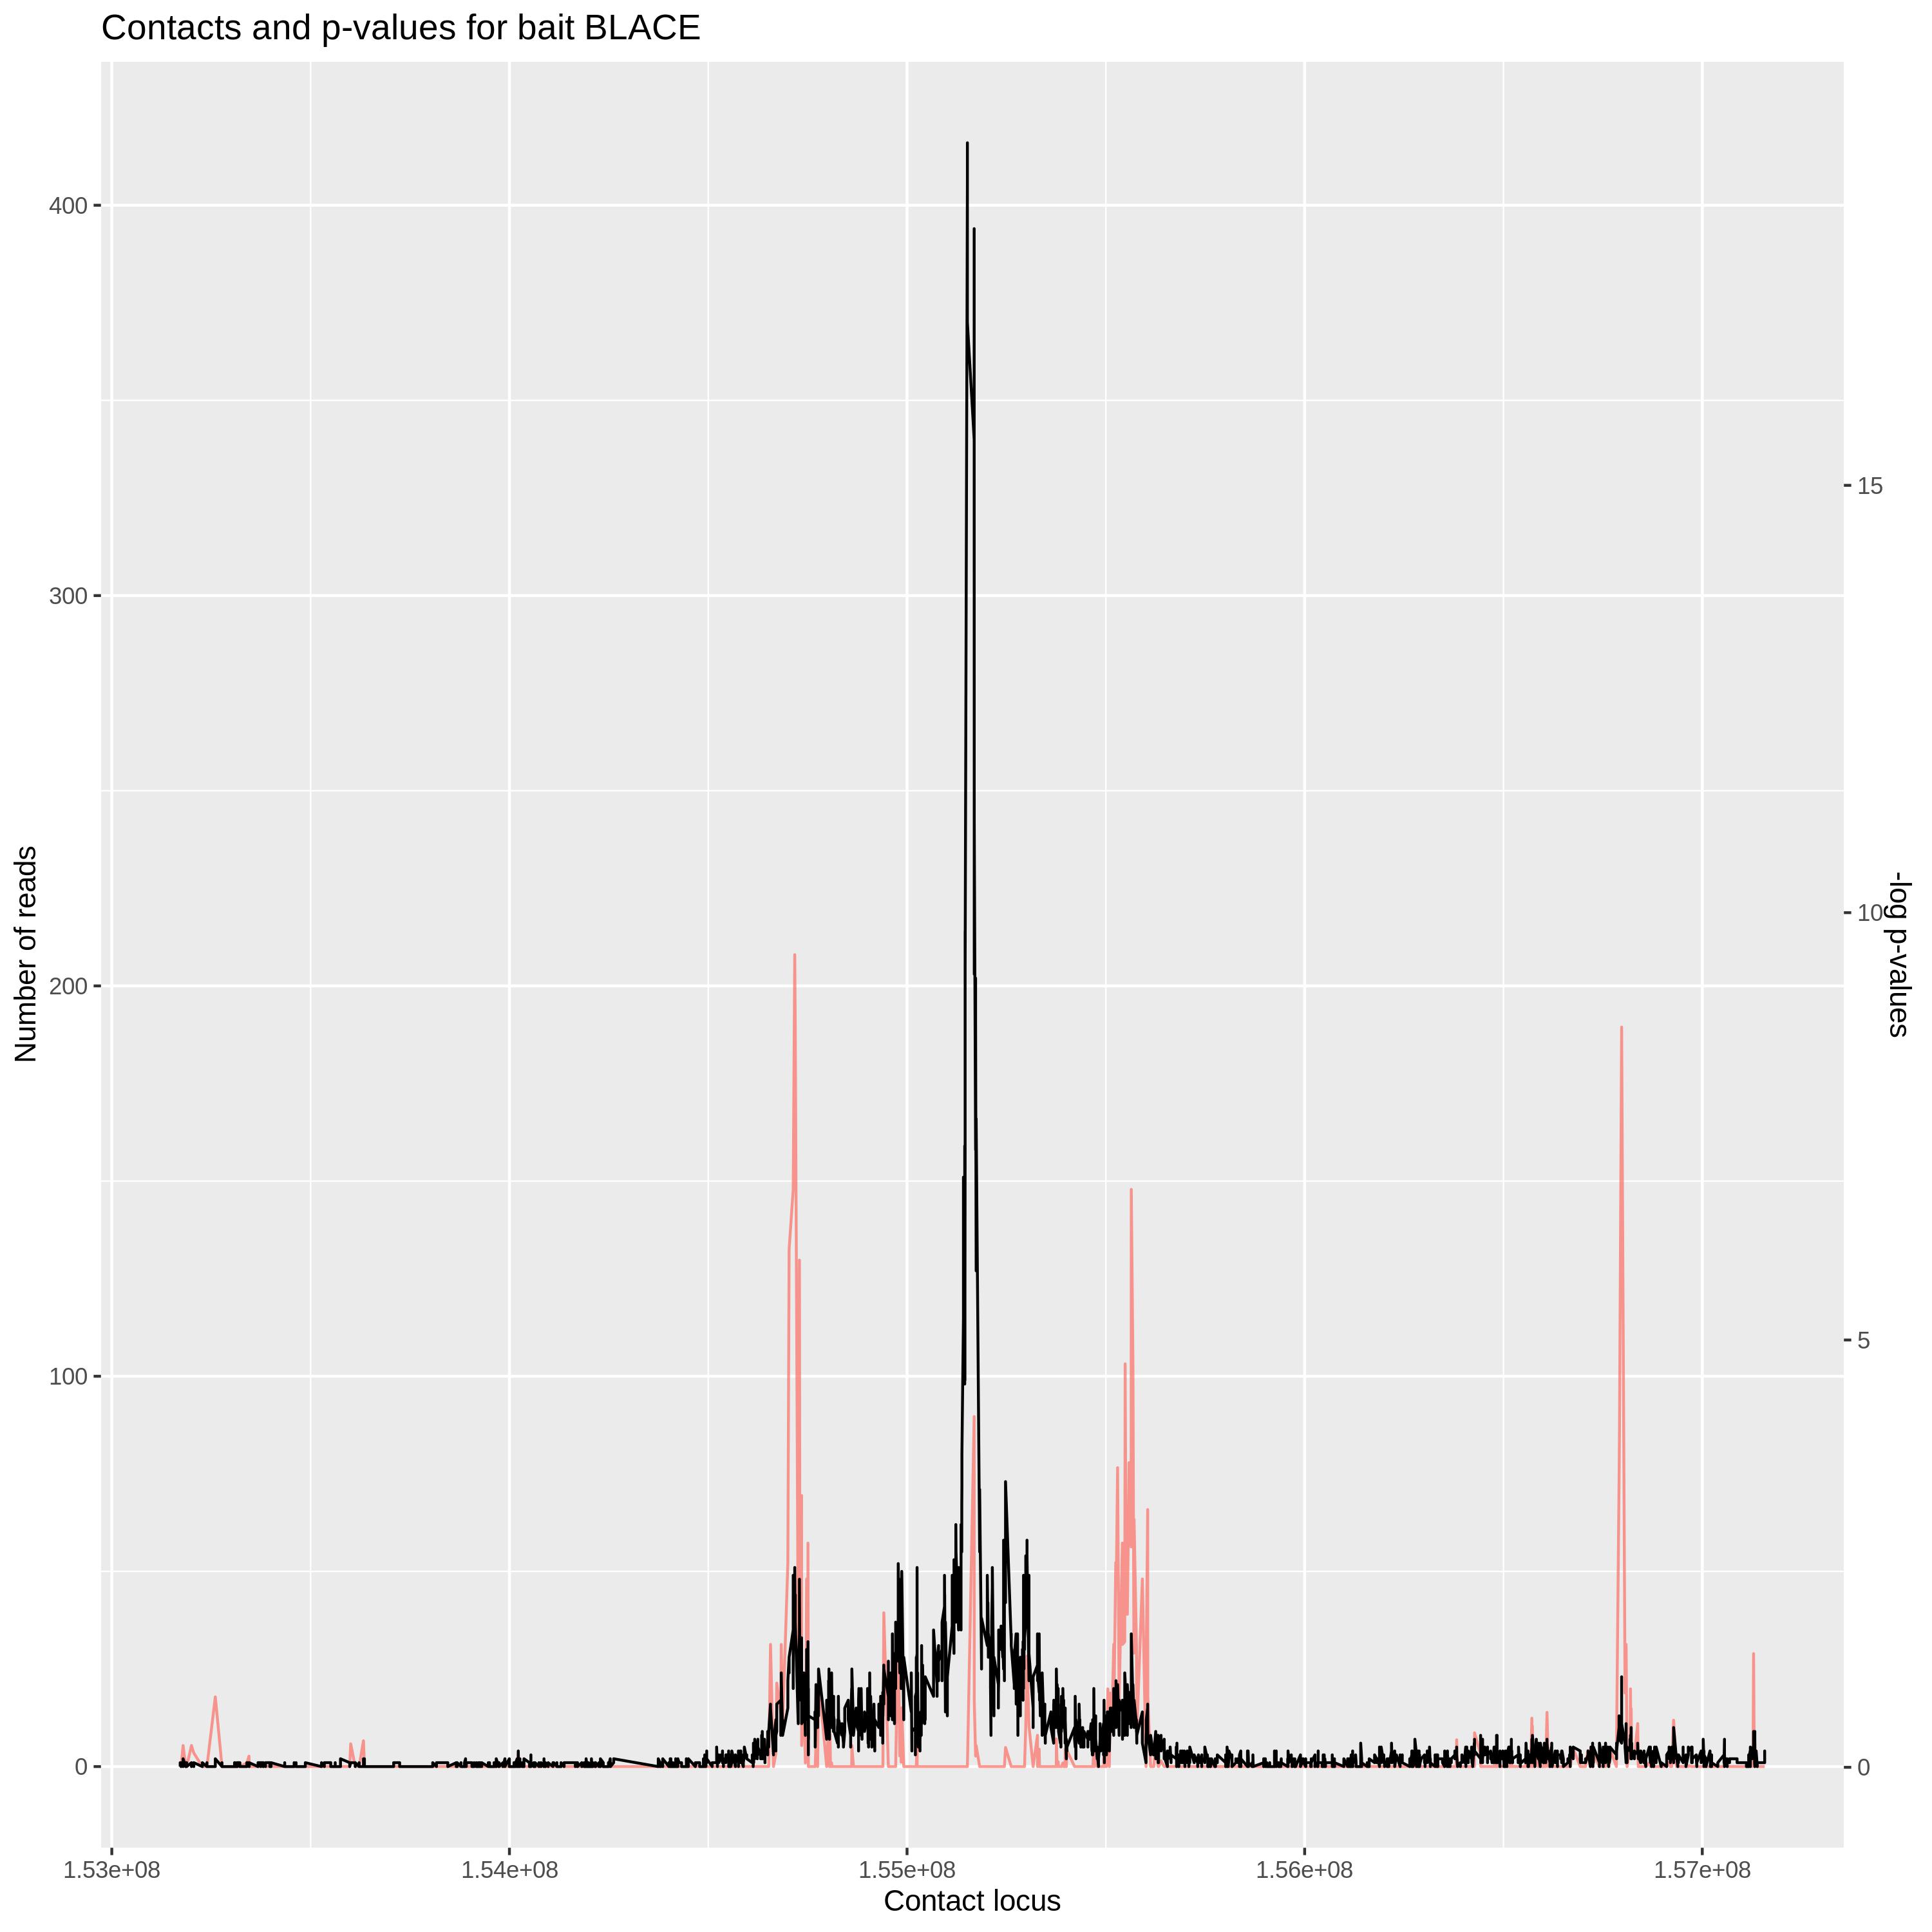 Contacts and p-values for bait BLACE
Number of reads
400
300
200
100
0
15
10
5
0
-log p-values
1.53e+08
1.54e+08
1.55e+08
1.56e+08
1.57e+08
Contact locus